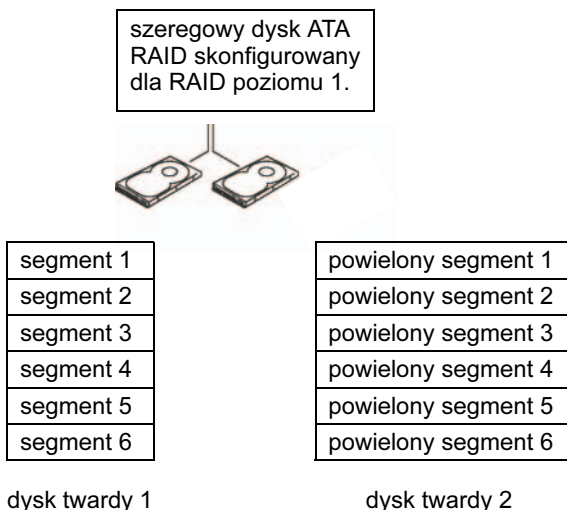 szeregowy dysk ATA
RAID skonfigurowany
dla RAID poziomu 1.
segment 1
powielony segment 1
segment 2
powielony segment 2
segment 3
powielony segment 3
segment 4
powielony segment 4
segment 5
powielony segment 5
segment 6
powielony segment 6
dysk twardy 1
dysk twardy 2